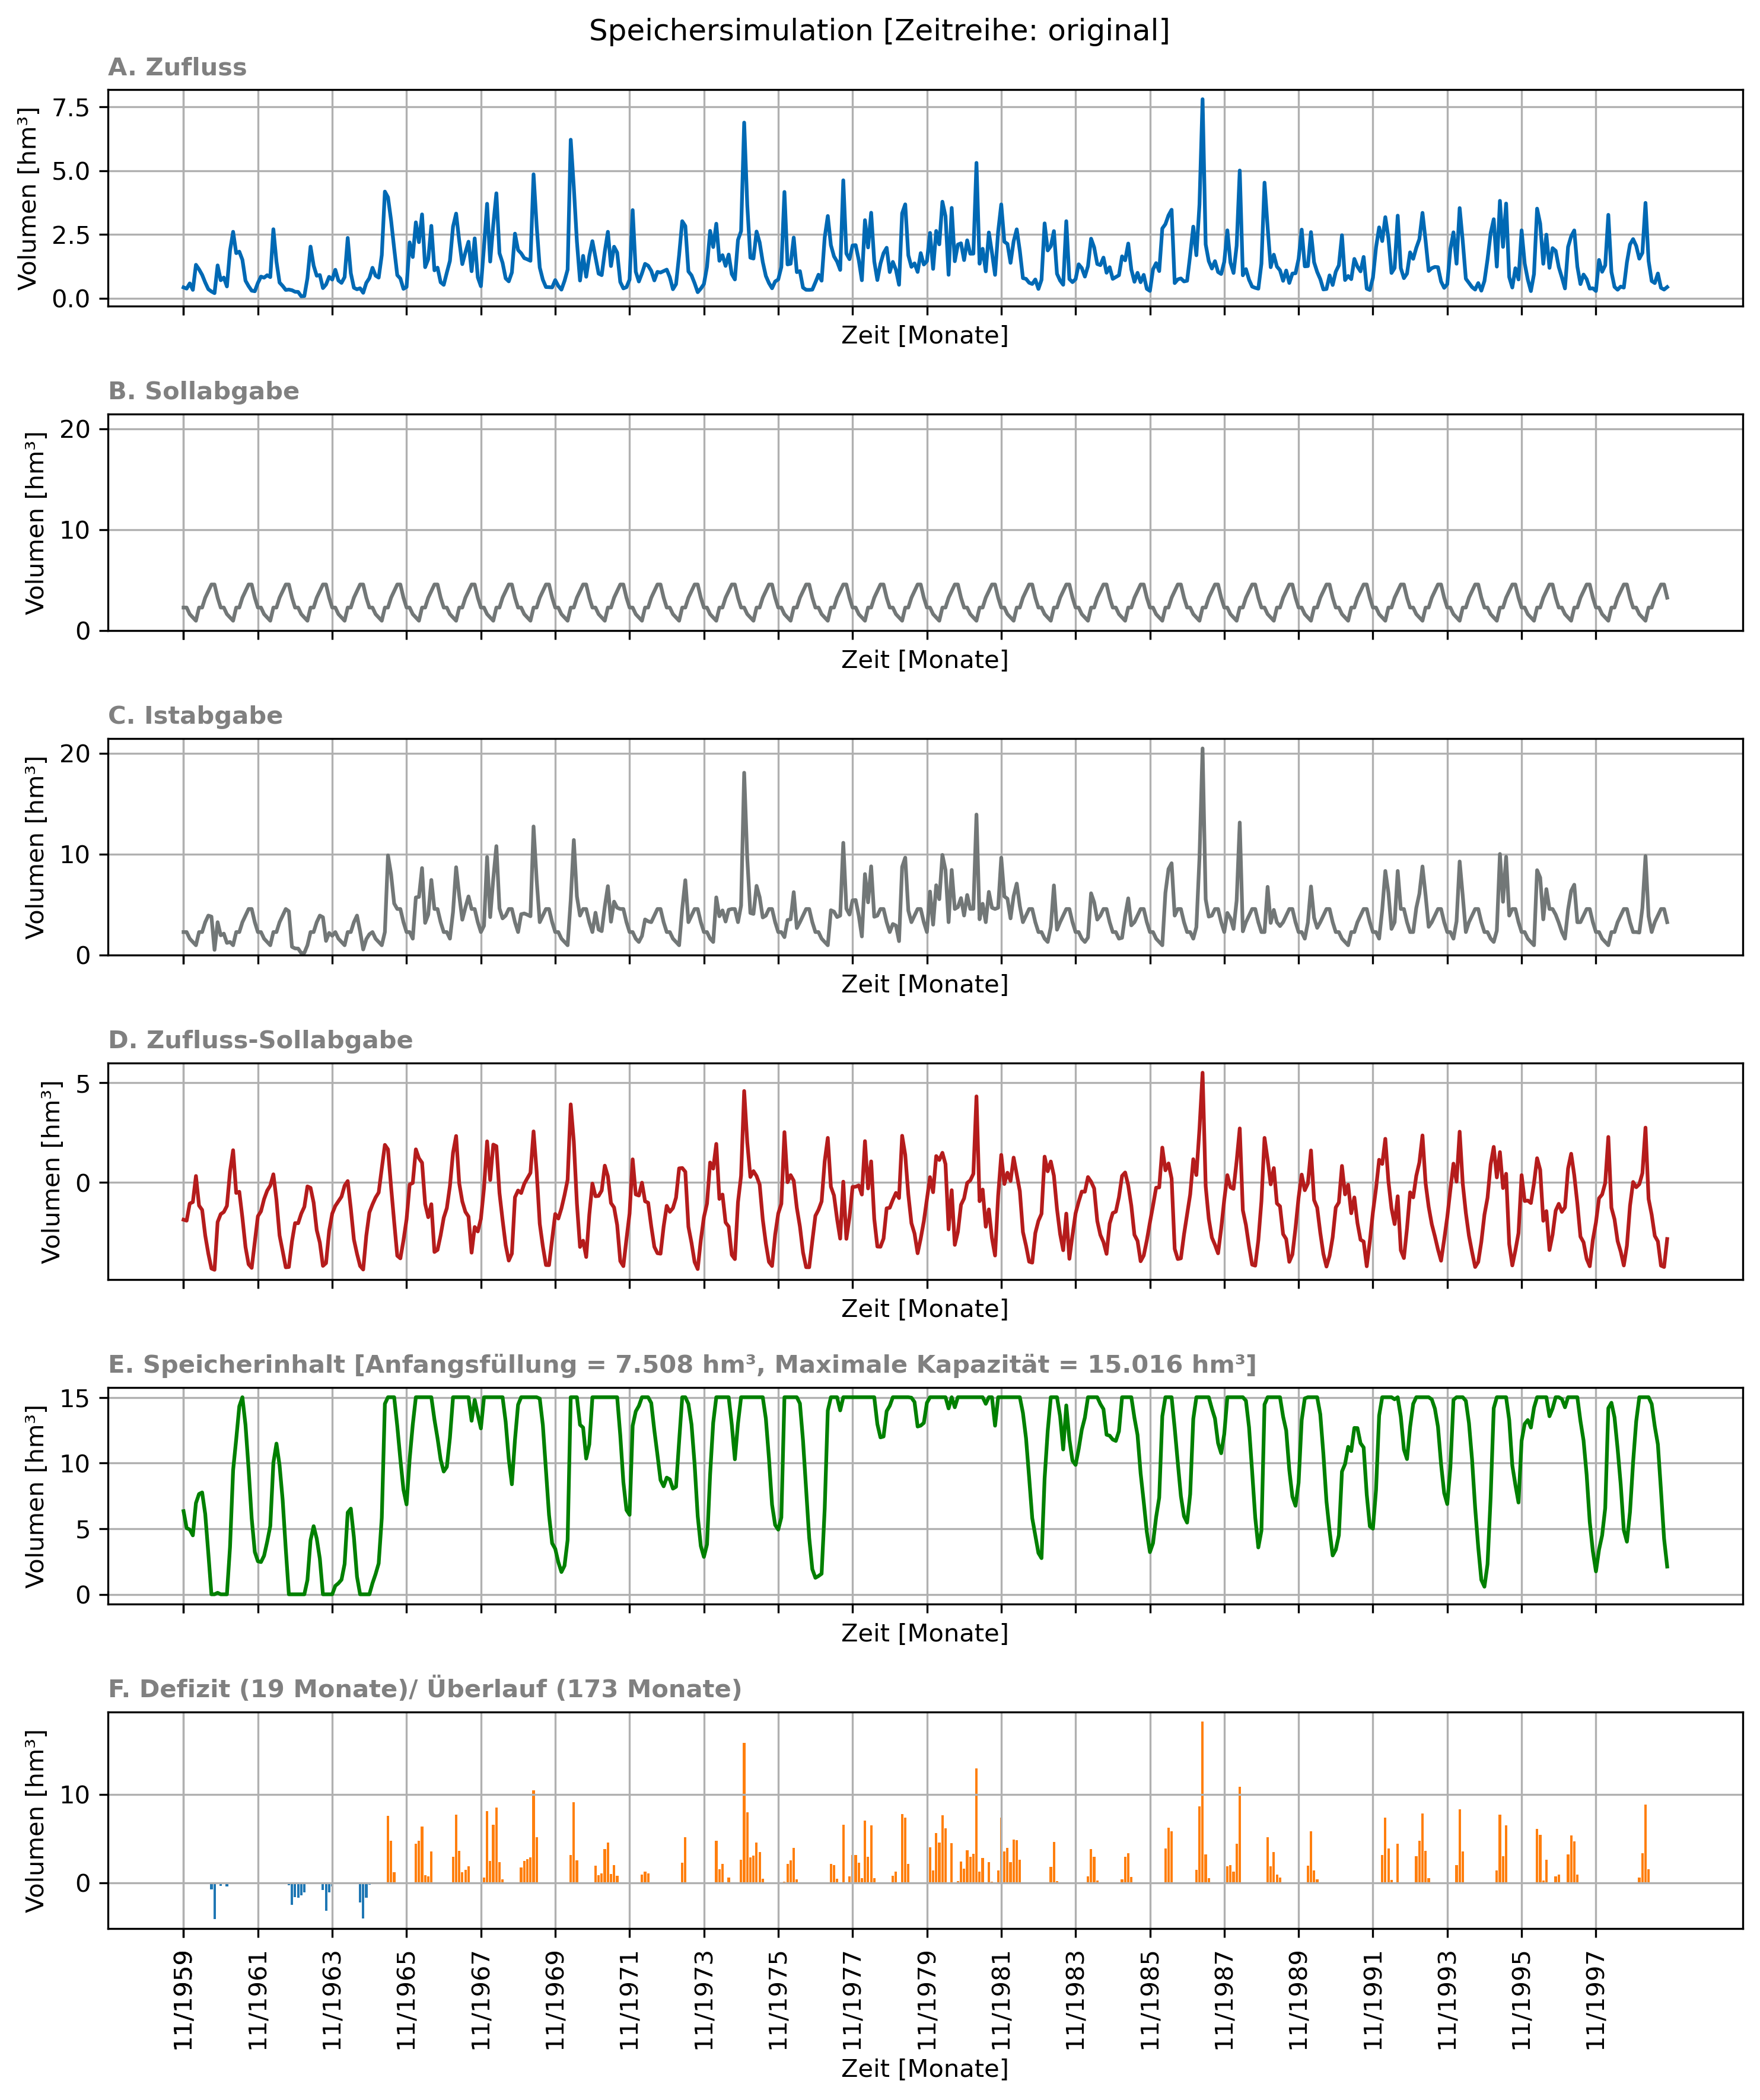 Speichersimulation [Zeitreihe: original]
A. Zufluss
Volumen [hm³]
7.5
5.0
2.5
0.0
Zeit [Monate]
B. Sollabgabe
Volumen [hm³]
20
10
0
Zeit [Monate]
C. Istabgabe
Volumen [hm³]
20
10
0
Zeit [Monate]
D. Zufluss-Sollabgabe
Volumen [hm³]
5
0
Zeit [Monate]
E. Speicherinhalt [Anfangsfüllung = 7.508 hm³, Maximale Kapazität = 15.016 hm³]
Volumen [hm³]
15
10
5
0
Zeit [Monate]
F. Defizit (19 Monate)/ Überlauf (173 Monate)
Volumen [hm³]
10
0
11/1959
11/1961
11/1963
11/1965
11/1967
11/1969
11/1971
11/1973
11/1975
11/1977
11/1979
11/1981
11/1983
11/1985
11/1987
11/1989
11/1991
11/1993
11/1995
11/1997
Zeit [Monate]